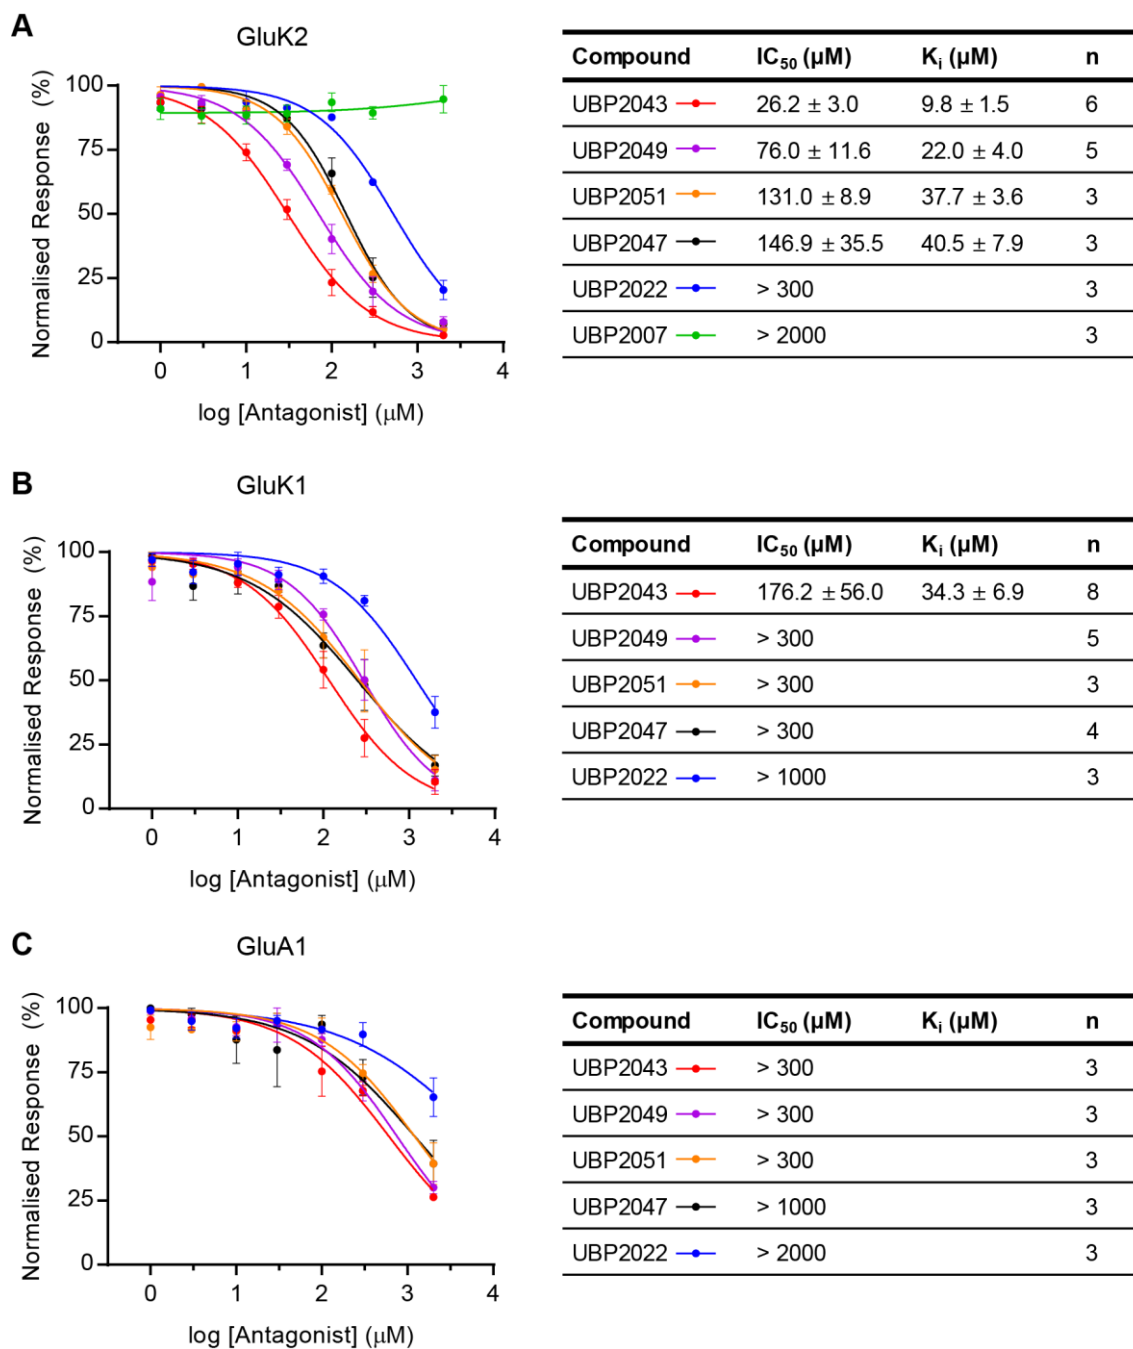 A
GluK2
Normalised Response (%)
100
75
50
25
0
0 1 2 3 4
log [Antagonist] (μM)
Compound IC50 (μM) Ki (μM) n
UBP2043 26.2 ± 3.0 9.8 ± 1.5 6
UBP2049 76.0 ± 11.6 22.0 ± 4.0 5
UBP2051 131.0 ± 8.9 37.7 ± 3.6 3
UBP2047 146.9 ± 35.5 40.5 ± 7.9 3
UBP2022 > 300 3
UBP2007 > 2000 3
B
GluK1
Normalised Response (%)
100
75
50
25
0
0 1 2 3 4
log [Antagonist] (μM)
Compound IC50 (μM) Ki (μM) n
UBP2043 176.2 ± 56.0 34.3 ± 6.9 8
UBP2049 > 300 5
UBP2051 > 300 3
UBP2047 > 300 4
UBP2022 > 1000 3
C
GluA1
Normalised Response (%)
100
75
50
25
0
0 1 2 3 4
log [Antagonist] (μM)
Compound IC50 (μM) Ki (μM) n
UBP2043 > 300 3
UBP2049 > 300 3
UBP2051 > 300 3
UBP2047 > 1000 3
UBP2022 > 2000 3